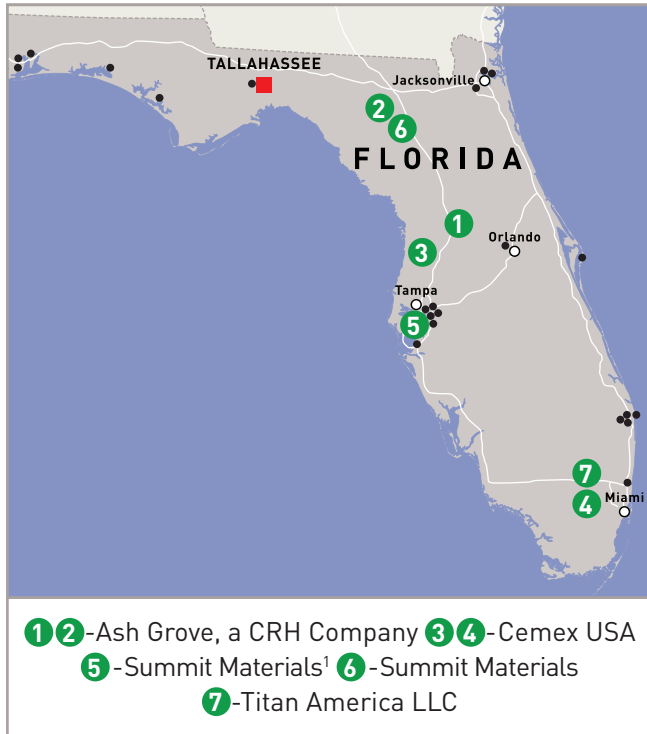 TALLAHASSEE
Jacksonville
2
6
FLORIDA
1
Orlando
3
Tampa
5
7
4
Miami
1 2-Ash Grove, a CRH Company 3 4-Cemex USA
5-Summit Materials¹ 6-Summit Materials
7-Titan America LLC